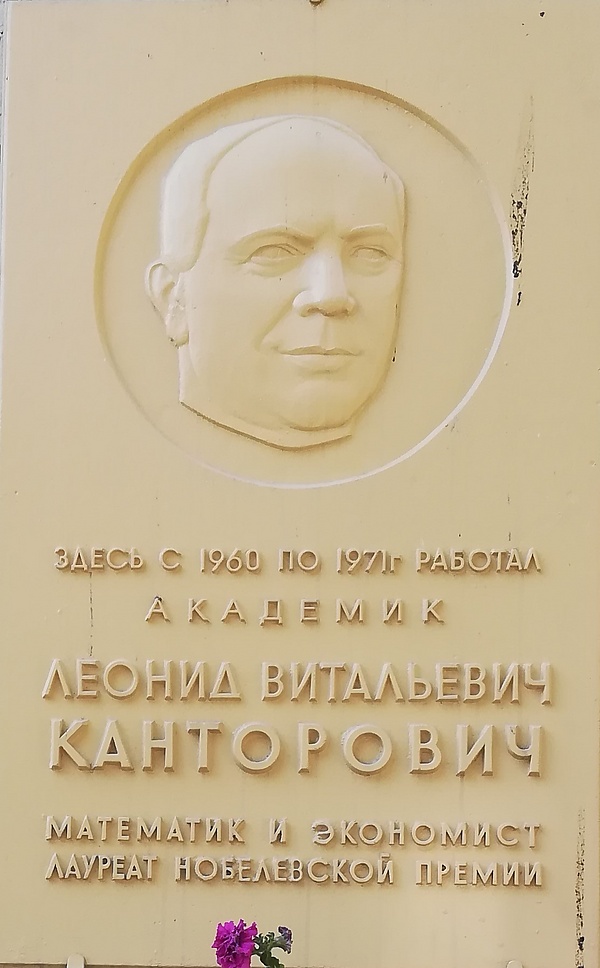 ЗДЕСЬ С 1960 ПО 1971г РАБОТАЛ
АКАДЕМИК
ЛЕОНИД ВИТАЛЬЕВИЧ
КАНТОРОВИЧ
МАТЕМАТИК И ЭКОНОМИСТ
ЛАУРЕАТ НОБЕЛЕВСКОЙ ПРЕМИИ